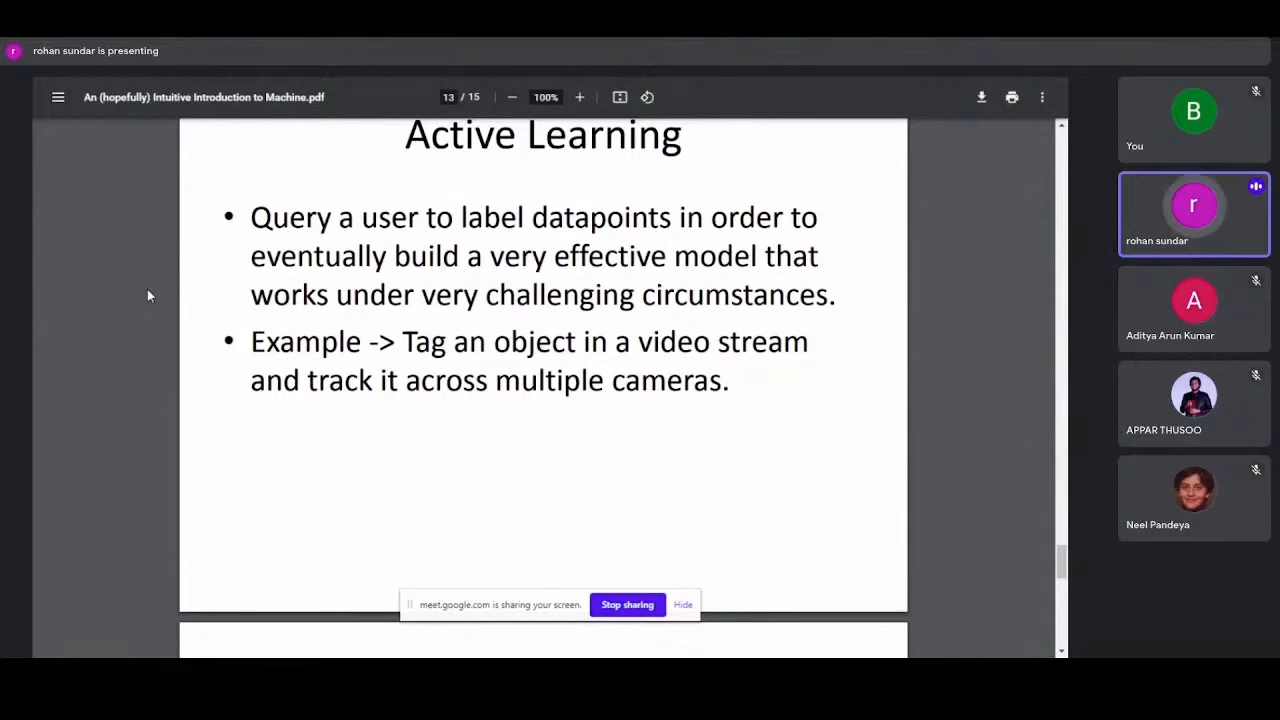 r rohan sundar is presenting
An (hopefully) Intuitive Introduction to Machine.pdf 13 / 15 — 100% +
Active Learning
• Query a user to label datapoints in order to
eventually build a very effective model that
works under very challenging circumstances.
• Example -> Tag an object in a video stream
and track it across multiple cameras.
meet.google.com is sharing your screen. Stop sharing Hide
B
You
r
rohan sundar
A
Aditya Arun Kumar
APPAR THUSOO
Neel Pandeya